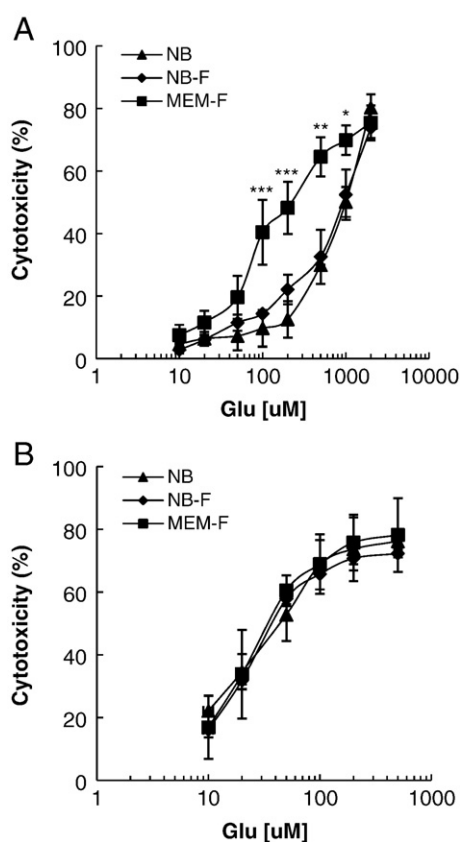 A
NB
NB-F
MEM-F
100
80
60
40
20
0
Cytotoxicity (%)
***
***
**
*
1
10
100
1000
10000
Glu [uM]
B
NB
NB-F
MEM-F
100
80
60
40
20
0
Cytotoxicity (%)
1
10
100
1000
Glu [uM]